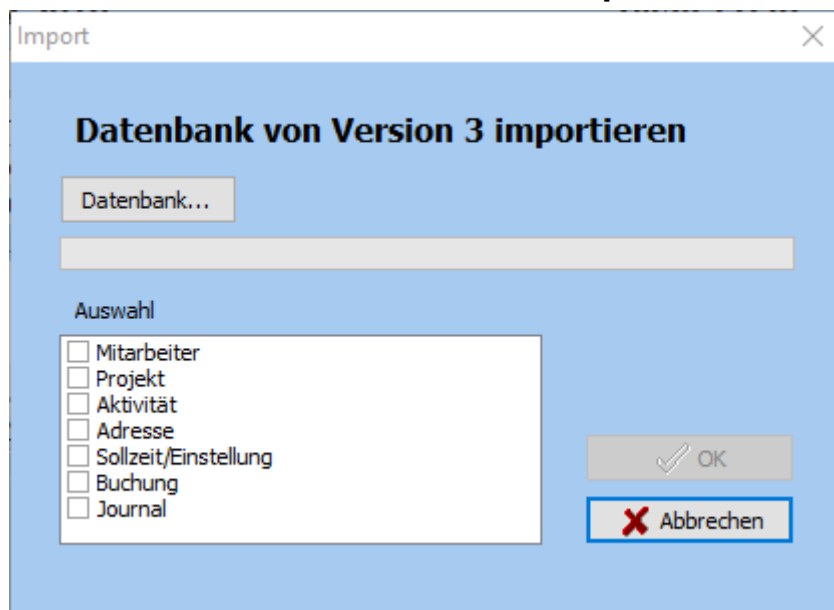 Import
Datenbank von Version 3 importieren
Datenbank...
Auswahl
Mitarbeiter
Projekt
Aktivität
Adresse
Sollzeit/Einstellung
Buchung
Journal
OK
Abbrechen